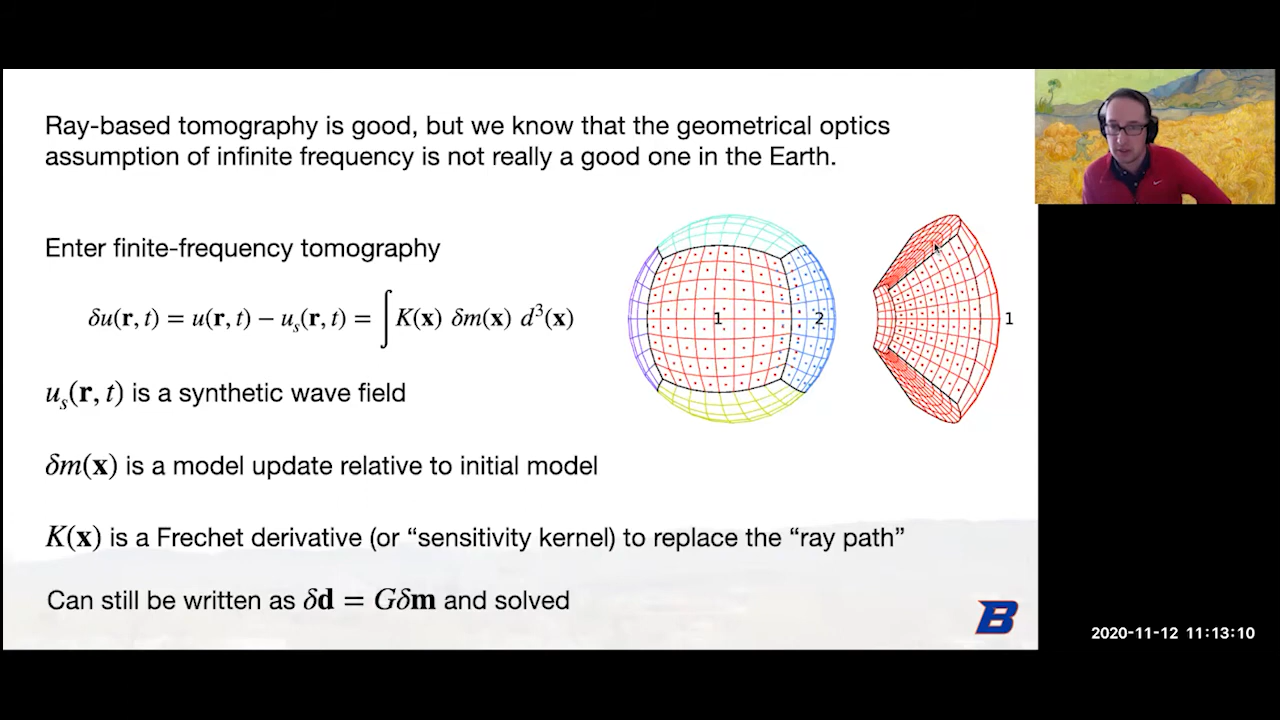 Ray-based tomography is good, but we know that the geometrical optics
assumption of infinite frequency is not really a good one in the Earth.
Enter finite-frequency tomography
δu(r, t) = u(r, t) − uₛ(r, t) = ∫ K(x) δm(x) d³(x)
1
2
1
uₛ(r, t) is a synthetic wave field
δm(x) is a model update relative to initial model
K(x) is a Frechet derivative (or “sensitivity kernel) to replace the “ray path”
Can still be written as δd = Gδm and solved
B
2020-11-12 11:13:10